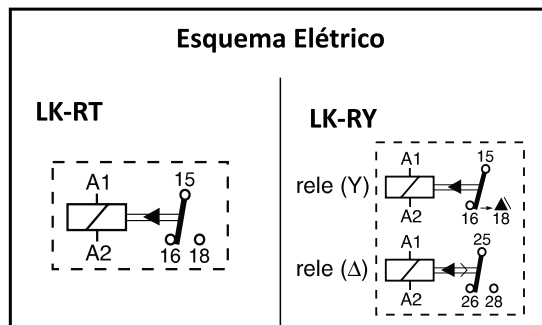 Esquema Elétrico
LK-RT
A1
15
A2
16 18
LK-RY
rele (Y)
A1
15
A2
16 18
rele (Δ)
A1
25
A2
26 28